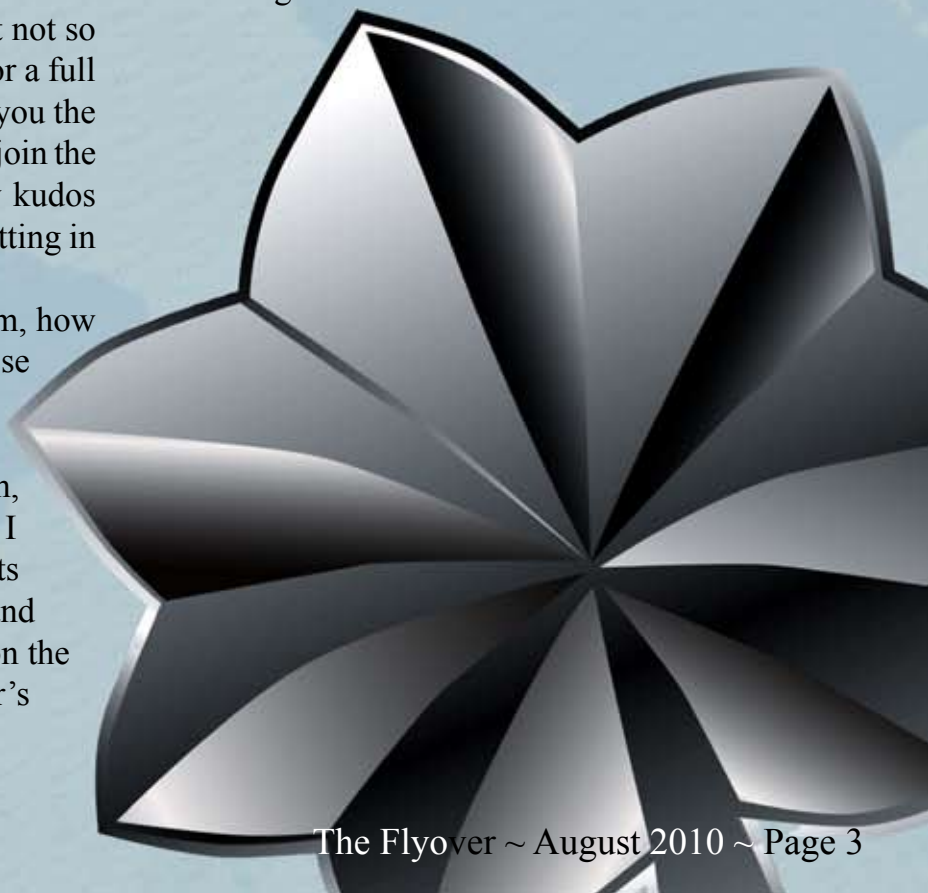 t not so
or a full
you the
join the
kudos
tting in
m, how
se
n,
I
ts
nd
on the
r's
The Flyover ~ August 2010 ~ Page 3